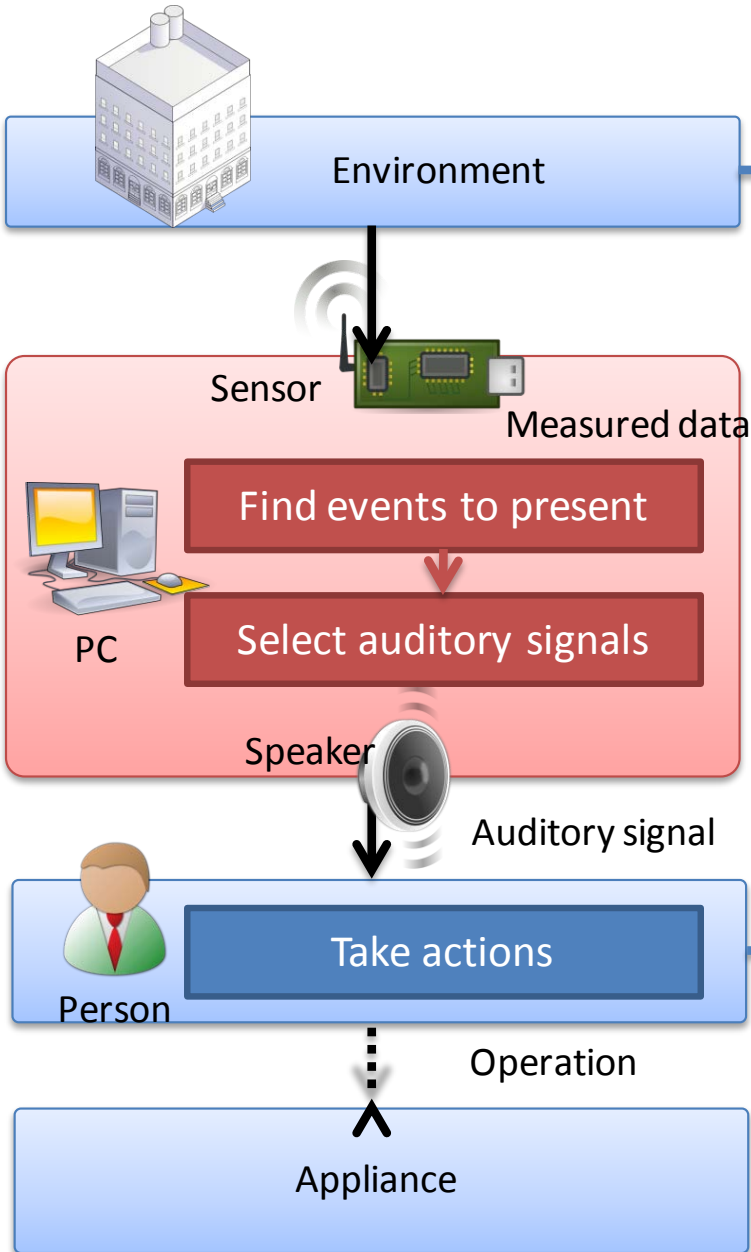 Environment
Sensor
Measured data
Find events to present
PC
Select auditory signals
Speaker
Auditory signal
Take actions
Person
Operation
Appliance